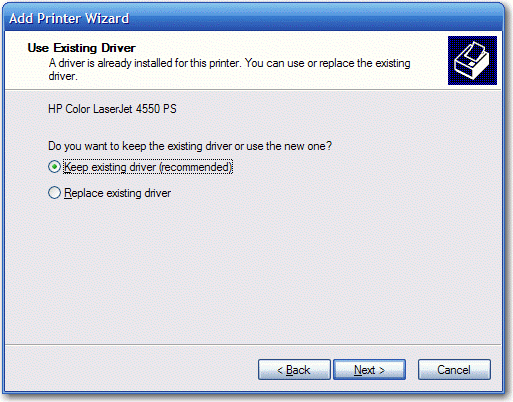 Add Printer Wizard
Use Existing Driver
A driver is already installed for this printer. You can use or replace the existing
driver.
HP Color LaserJet 4550 PS
Do you want to keep the existing driver or use the new one?
Keep existing driver (recommended)
Replace existing driver
< Back
Next >
Cancel